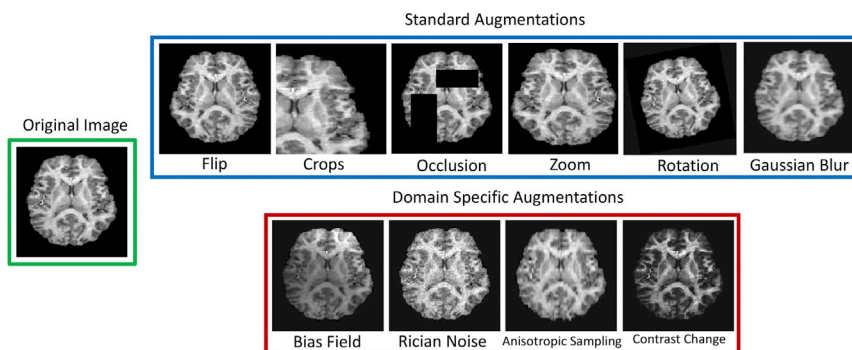 Standard Augmentations
Original Image
Flip
Crops
Occlusion
Zoom
Rotation
Gaussian Blur
Domain Specific Augmentations
Bias Field
Rician Noise
Anisotropic Sampling
Contrast Change